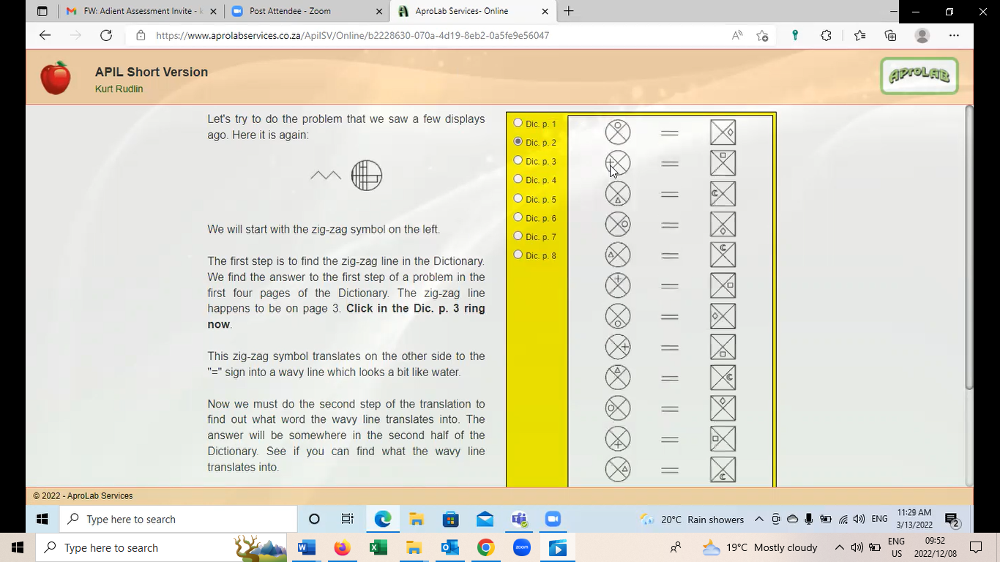 FW: Adient Assessment Invite - k
Post Attendee - Zoom
AproLab Services- Online
https://www.aprolabservices.co.za/ApilSV/Online/b2228630-070a-4d19-8eb2-0a5fe9e56047
APIL Short Version
Kurt Rudlin
AProLAB
Let's try to do the problem that we saw a few displays
ago. Here it is again:
We will start with the zig-zag symbol on the left.
The first step is to find the zig-zag line in the Dictionary.
We find the answer to the first step of a problem in the
first four pages of the Dictionary. The zig-zag line
happens to be on page 3. Click in the Dic. p. 3 ring
now.
This zig-zag symbol translates on the other side to the
"=" sign into a wavy line which looks a bit like water.
Now we must do the second step of the translation to
find out what word the wavy line translates into. The
answer will be somewhere in the second half of the
Dictionary. See if you can find what the wavy line
translates into.
Dic. p. 1
Dic. p. 2
Dic. p. 3
Dic. p. 4
Dic. p. 5
Dic. p. 6
Dic. p. 7
Dic. p. 8
© 2022 - AproLab Services
Type here to search
20°C Rain showers
ENG
11:29 AM
3/13/2022
2
Type here to search
zoom
19°C Mostly cloudy
ENG
US
09:52
2022/12/08